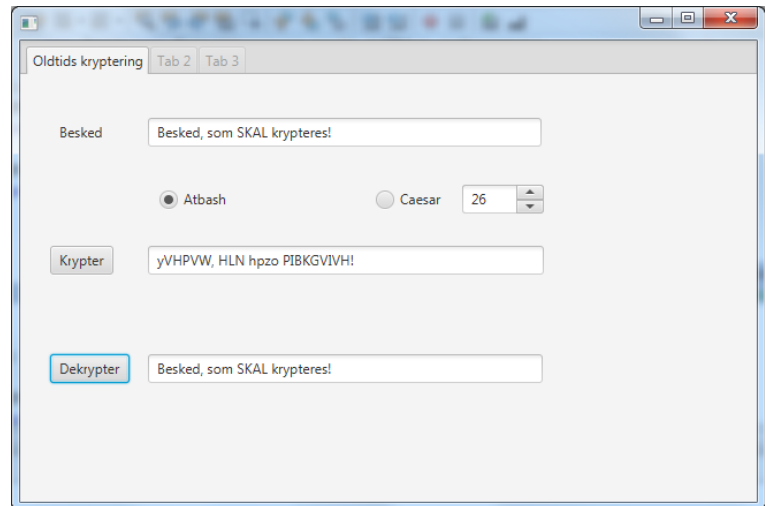 Oldtids kryptering Tab 2 Tab 3
Besked Besked, som SKAL krypteres!
Atbash Caesar 26
Krypter yVHPVW, HLN hpzo PIBKGVIVH!
Dekrypter Besked, som SKAL krypteres!